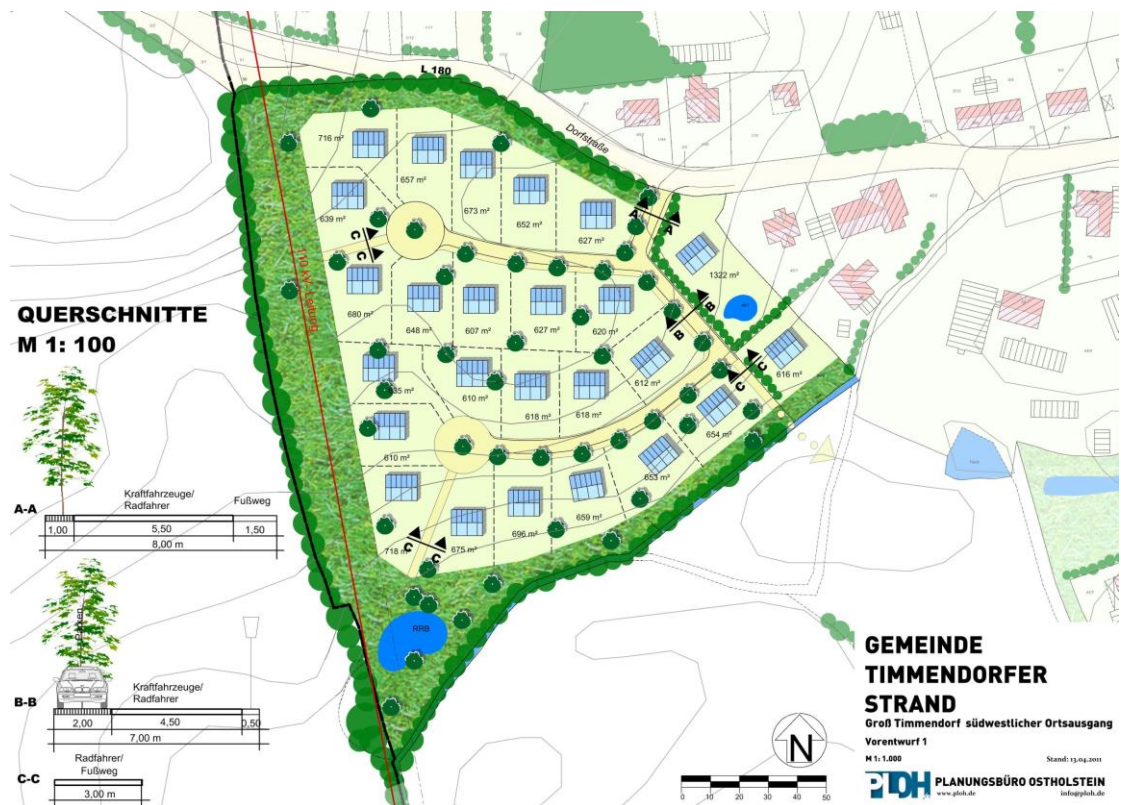 L 180
Dorfstraße
716 m²
657 m²
673 m²
652 m²
627 m²
639 m²
1322 m²
A
A
C
C
B
B
110 kV -Leitung
680 m²
648 m²
607 m²
627 m²
620 m²
612 m²
616 m²
C
C
610 m²
618 m²
618 m²
654 m²
610 m²
653 m²
659 m²
696 m²
675 m²
718 m²
C
C
RRB
Teich
QUERSCHNITTE
M 1: 100
A-A
Kraftfahrzeuge/
Radfahrer
Fußweg
1,00
5,50
1,50
8,00 m
B-B
Parken
Kraftfahrzeuge/
Radfahrer
2,00
4,50
0,50
7,00 m
C-C
Radfahrer/
Fußweg
3,00 m
GEMEINDE
TIMMENDORFER
STRAND
Groß Timmendorf südwestlicher Ortsausgang
Vorentwurf 1
M 1: 1.000
Stand: 13.04.2011
N
0 10 20 30 40 50
PLOH PLANUNGSBÜRO OSTHOLSTEIN
www.ploh.de info@ploh.de